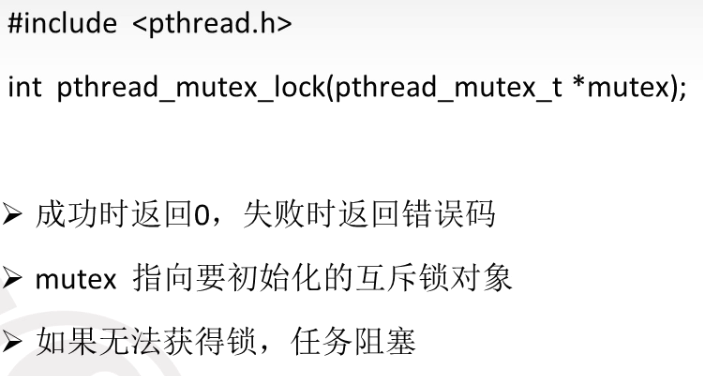 #include <pthread.h>
int pthread_mutex_lock(pthread_mutex_t *mutex);
➢ 成功时返回0，失败时返回错误码
➢ mutex 指向要初始化的互斥锁对象
➢ 如果无法获得锁，任务阻塞